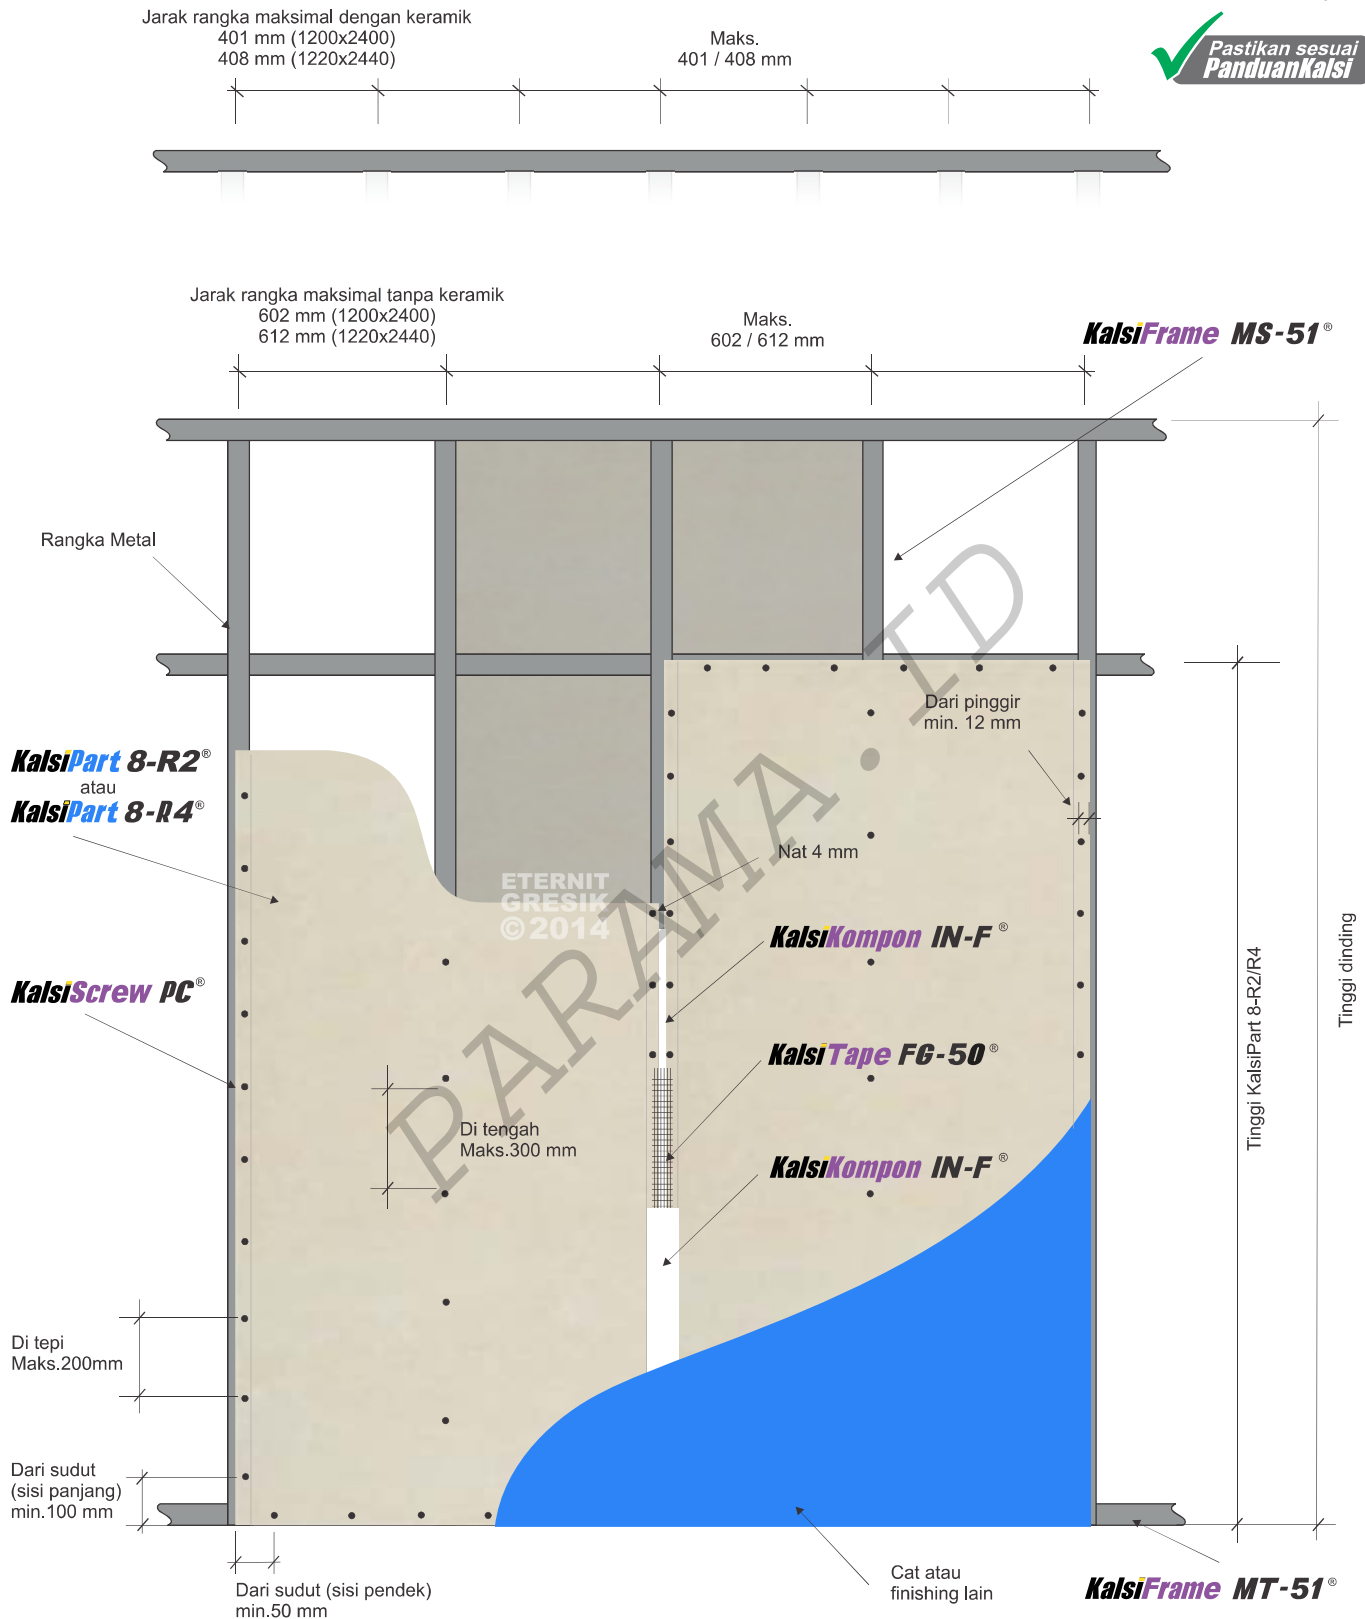 Jarak rangka maksimal dengan keramik
401 mm (1200x2400)
408 mm (1220x2440)
Maks.
401 / 408 mm
Pastikan sesuai
PanduanKalsi
Jarak rangka maksimal tanpa keramik
602 mm (1200x2400)
612 mm (1220x2440)
Maks.
602 / 612 mm
KalsiFrame MS-51®
Rangka Metal
Dari pinggir
min. 12 mm
KalsiPart 8-R2®
atau
KalsiPart 8-R4®
Nat 4 mm
ETERNIT
GRESIK
© 2014
PARAMA.ID
KalsiKompon IN-F®
KalsiScrew PC®
KalsiTape FG-50®
Di tengah
Maks.300 mm
KalsiKompon IN-F®
Tinggi KalsiPart 8-R2/R4
Tinggi dinding
Di tepi
Maks.200mm
Dari sudut
(sisi panjang)
min.100 mm
Dari sudut (sisi pendek)
min.50 mm
Cat atau
finishing lain
KalsiFrame MT-51®